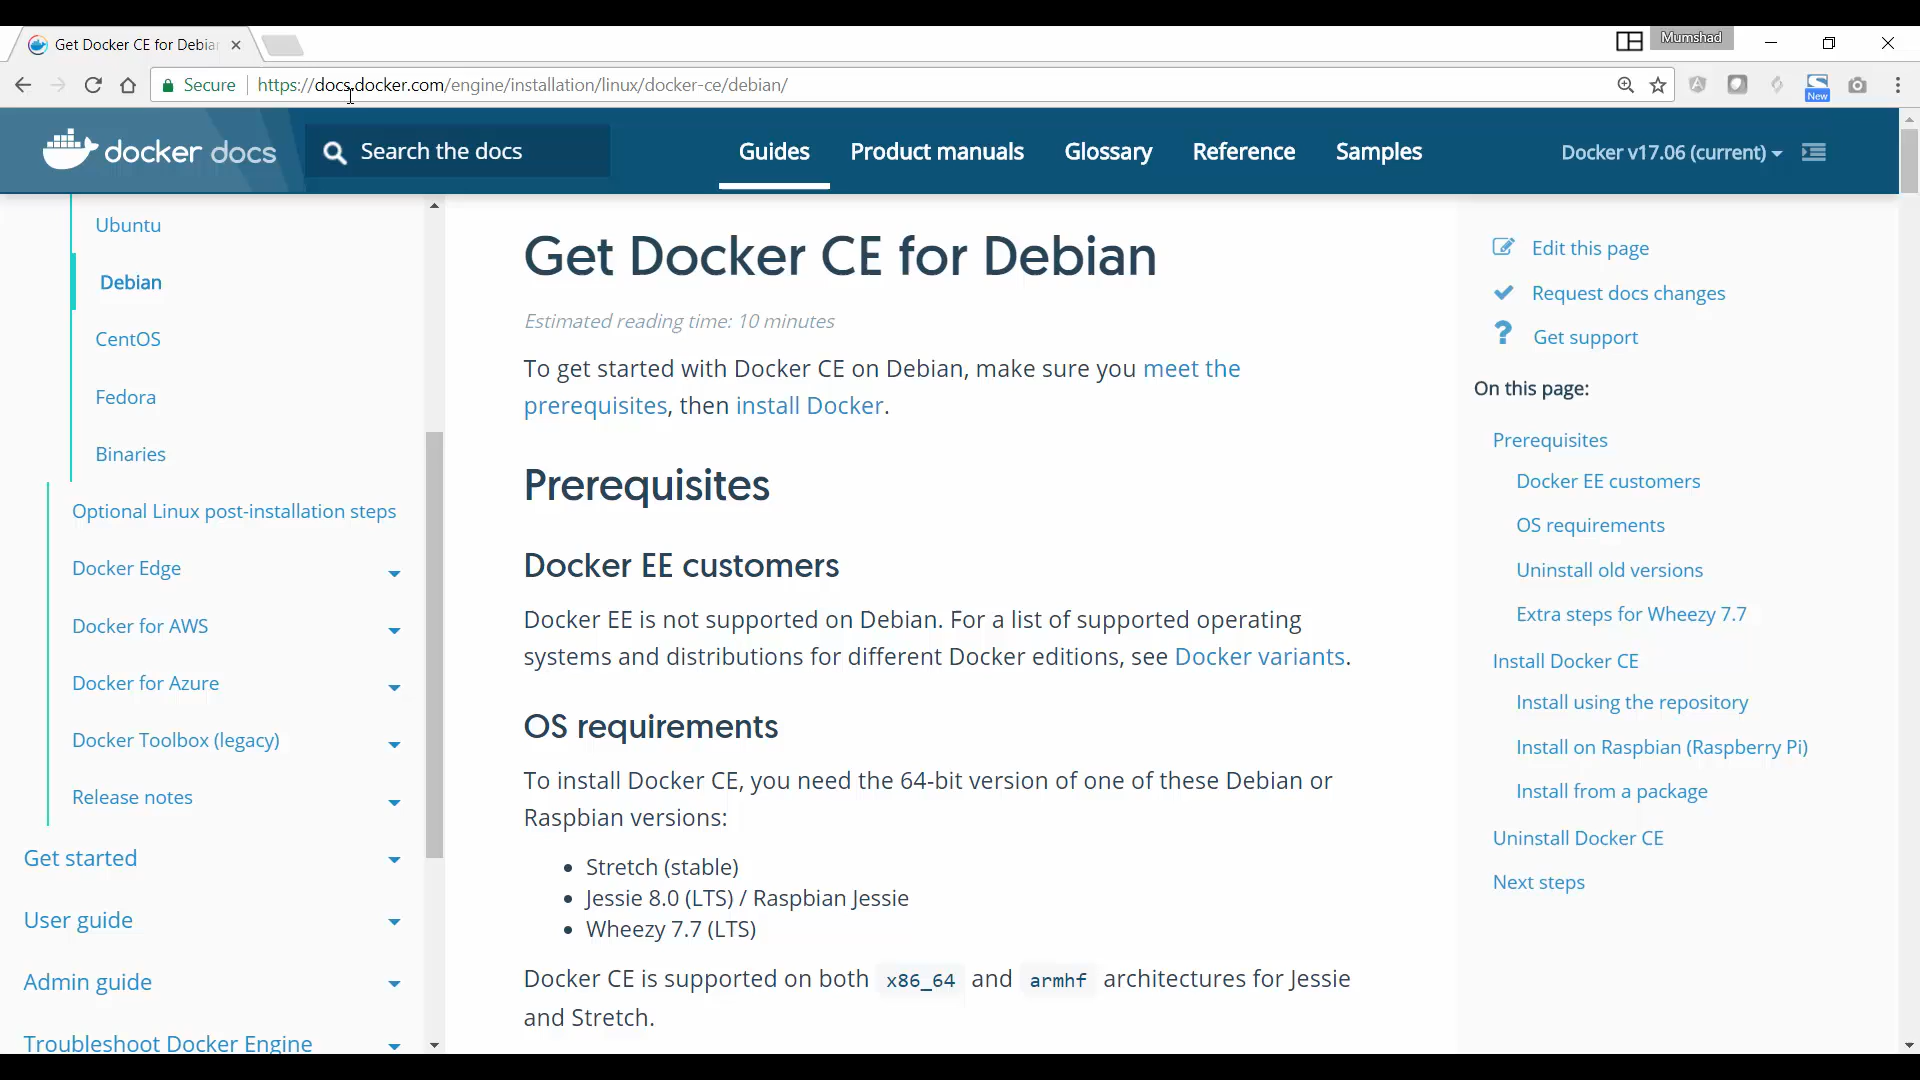 Get Docker CE for Debian
Mumshad
Secure
https://docs.docker.com/engine/installation/linux/docker-ce/debian/
New
docker docs
Search the docs
Guides
Product manuals
Glossary
Reference
Samples
Docker v17.06 (current)
Ubuntu
Debian
CentOS
Fedora
Binaries
Optional Linux post-installation steps
Docker Edge
Docker for AWS
Docker for Azure
Docker Toolbox (legacy)
Release notes
Get started
User guide
Admin guide
Troubleshoot Docker Engine
Get Docker CE for Debian
Estimated reading time: 10 minutes
To get started with Docker CE on Debian, make sure you meet the
prerequisites, then install Docker.
Prerequisites
Docker EE customers
Docker EE is not supported on Debian. For a list of supported operating
systems and distributions for different Docker editions, see Docker variants.
OS requirements
To install Docker CE, you need the 64-bit version of one of these Debian or
Raspbian versions:
• Stretch (stable)
• Jessie 8.0 (LTS) / Raspbian Jessie
• Wheezy 7.7 (LTS)
Docker CE is supported on both x86_64 and armhf architectures for Jessie
and Stretch.
Edit this page
Request docs changes
Get support
On this page:
Prerequisites
Docker EE customers
OS requirements
Uninstall old versions
Extra steps for Wheezy 7.7
Install Docker CE
Install using the repository
Install on Raspbian (Raspberry Pi)
Install from a package
Uninstall Docker CE
Next steps